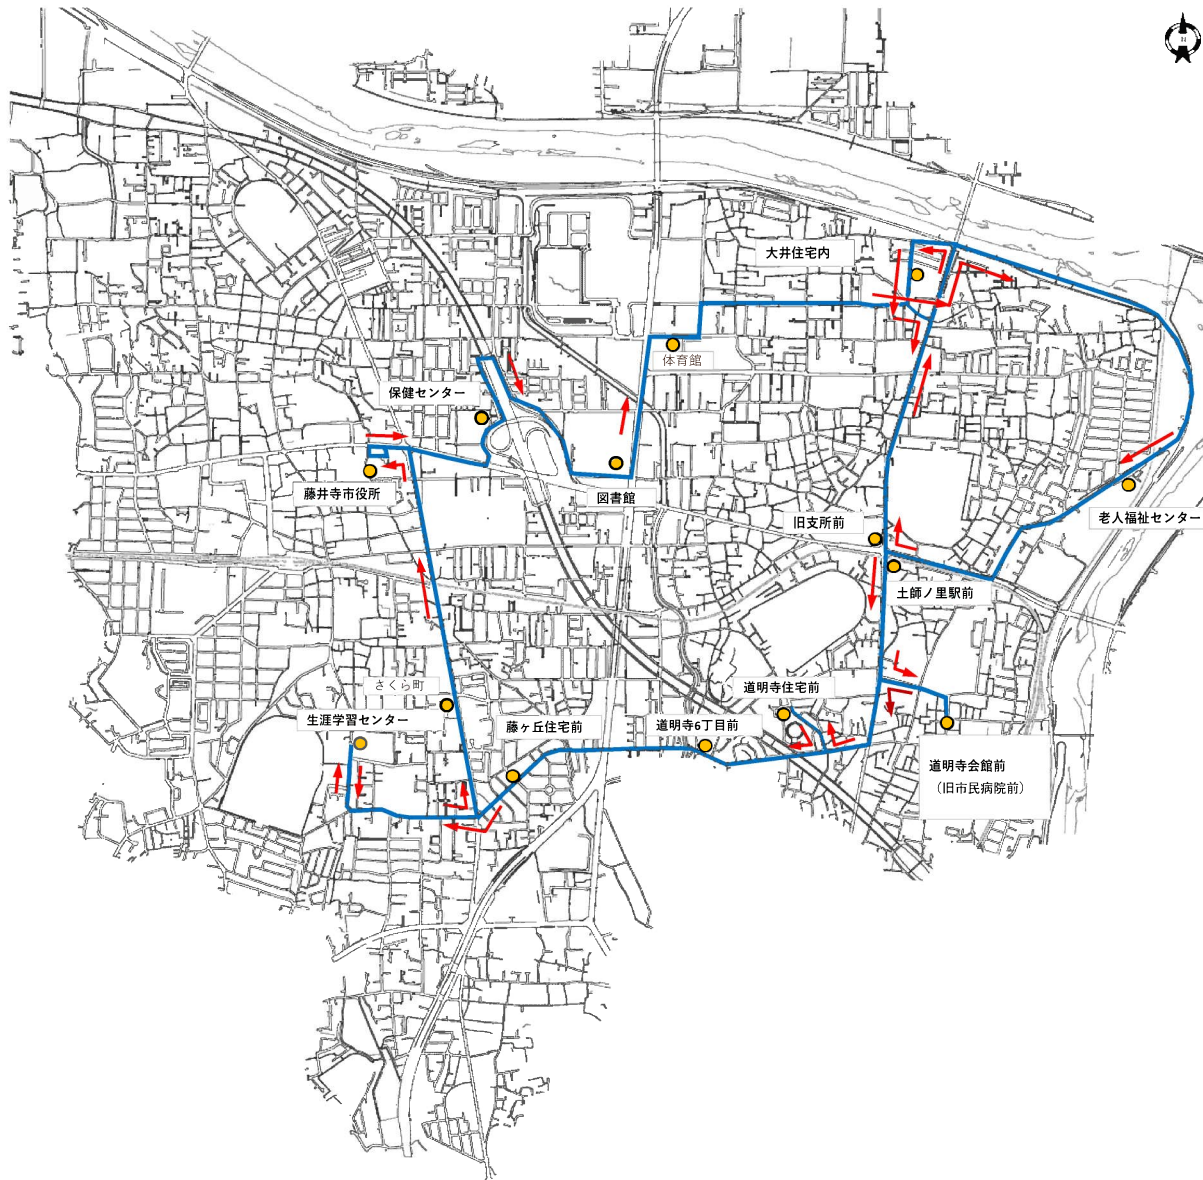 N
大井住宅内
体育館
保健センター
藤井寺市役所
図書館
旧支所前
老人福祉センター
土師ノ里駅前
さくら町
道明寺住宅前
生涯学習センター
藤ヶ丘住宅前
道明寺6丁目前
道明寺会館前
（旧市民病院前）